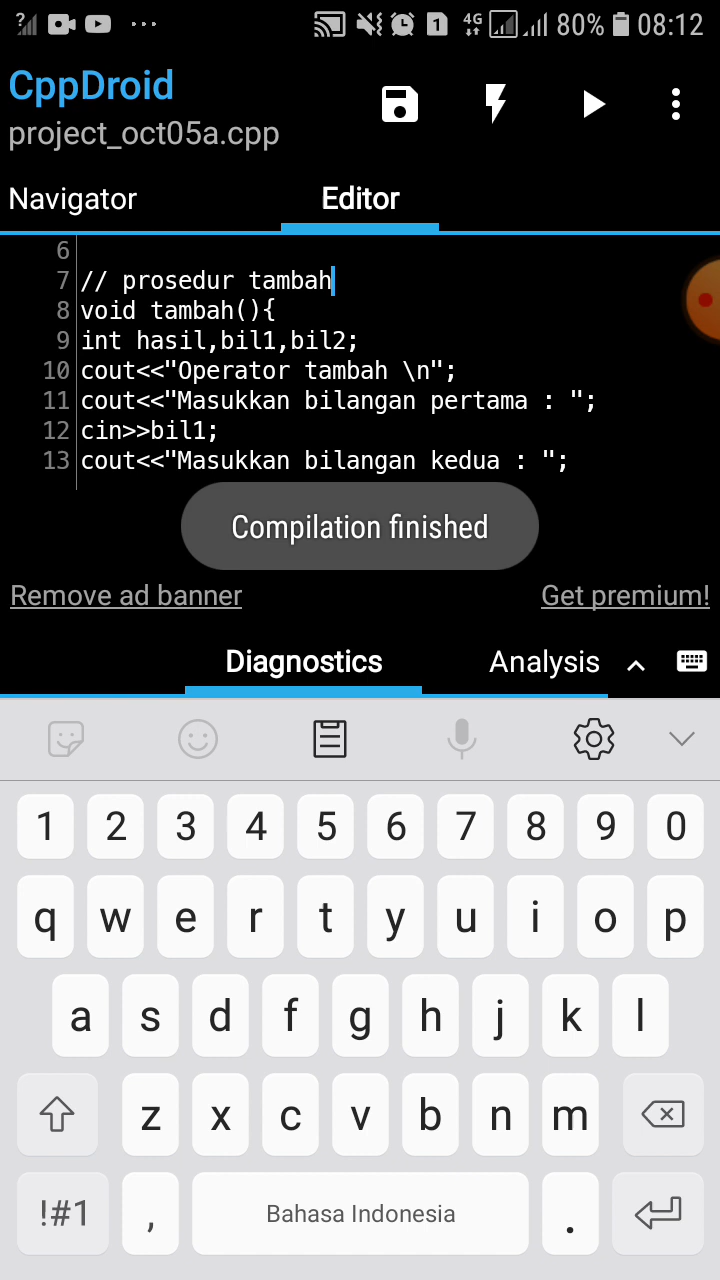 ? 4G 1 80% 08:12
CppDroid
project_oct05a.cpp
Navigator Editor
6
7 // prosedur tambah
8 void tambah(){
9 int hasil,bil1,bil2;
10 cout<<"Operator tambah \n";
11 cout<<"Masukkan bilangan pertama : ";
12 cin>>bil1;
13 cout<<"Masukkan bilangan kedua : ";
Compilation finished
Remove ad banner Get premium!
Diagnostics Analysis
1 2 3 4 5 6 7 8 9 0
q w e r t y u i o p
a s d f g h j k l
z x c v b n m
!#1 , Bahasa Indonesia .